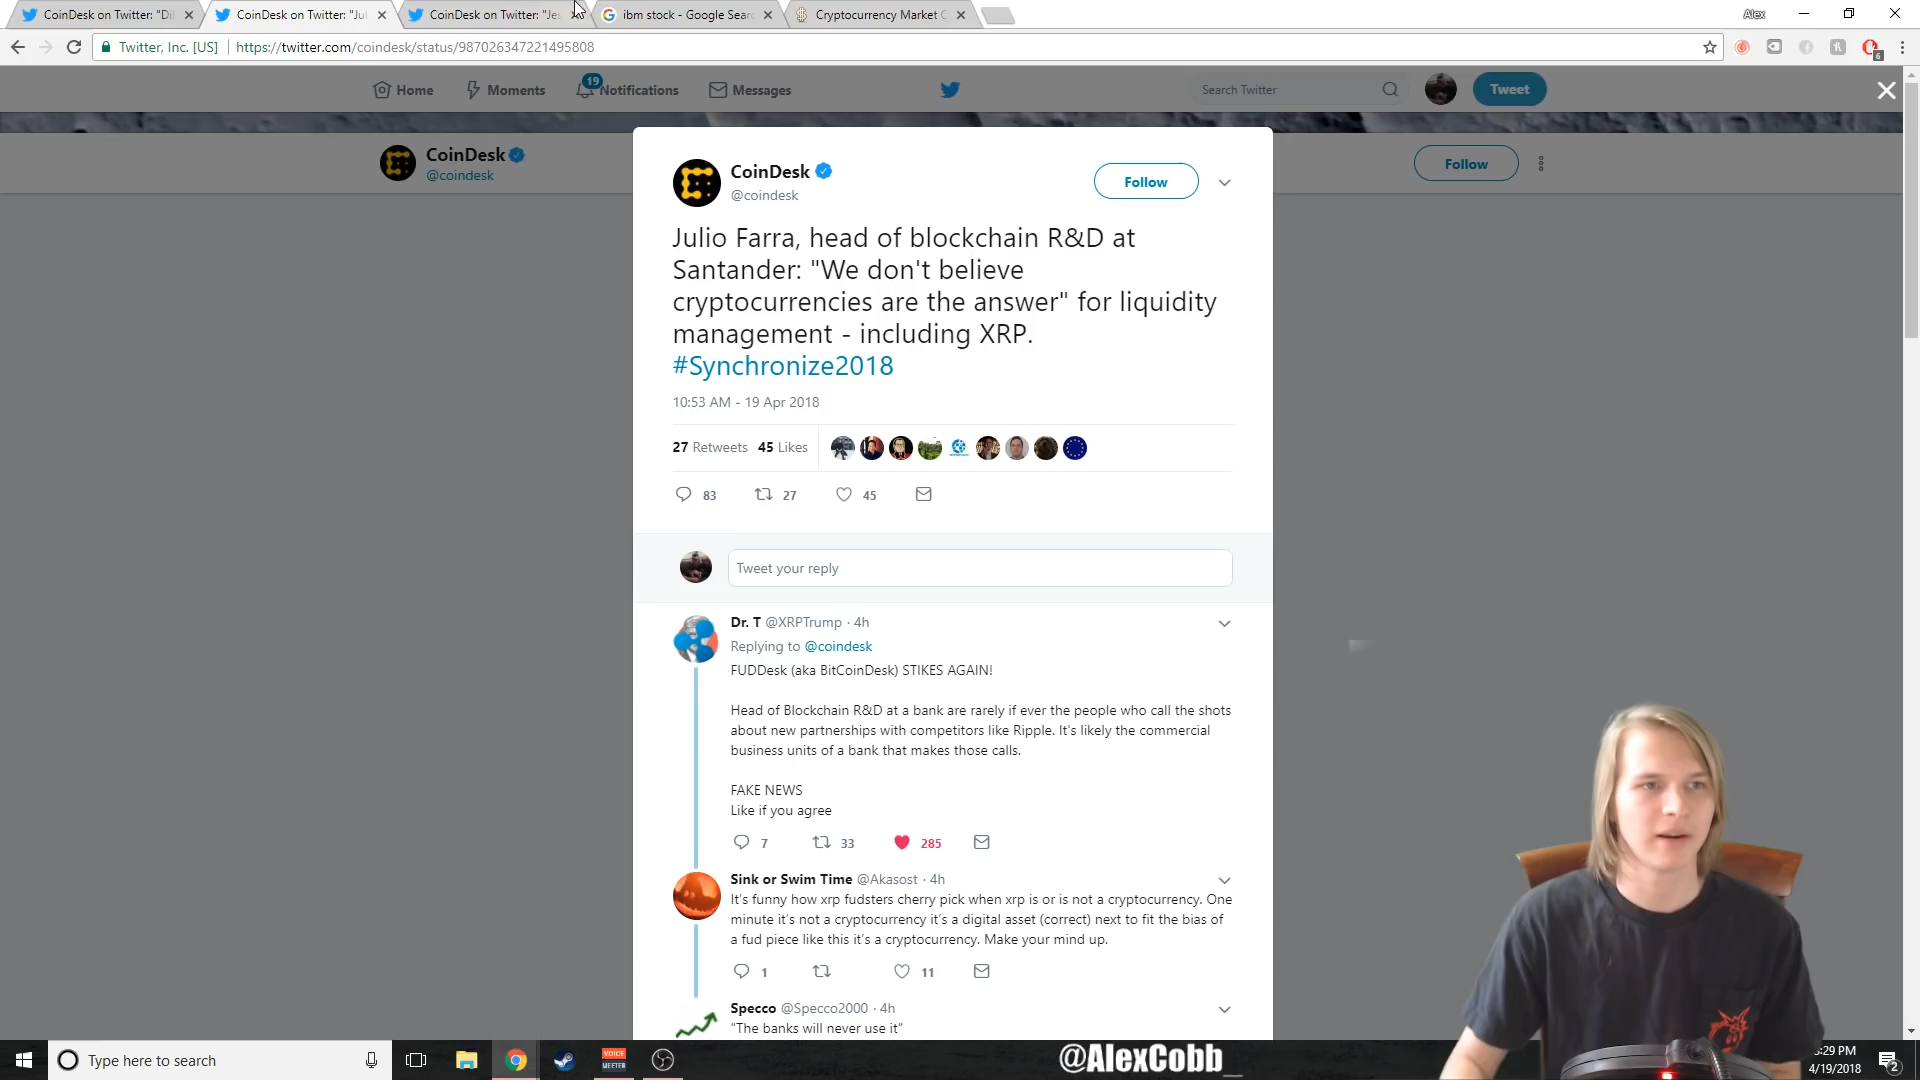 CoinDesk on Twitter: "Di
CoinDesk on Twitter: "Jul
CoinDesk on Twitter: "Jes
ibm stock - Google Sear
Cryptocurrency Market C
Alex
Twitter, Inc. [US]
https://twitter.com/coindesk/status/987026347221495808
6
Home
Moments
19
Notifications
Messages
Search Twitter
Tweet
CoinDesk
@coindesk
Follow
CoinDesk
@coindesk
Follow
Julio Farra, head of blockchain R&D at
Santander: "We don't believe
cryptocurrencies are the answer" for liquidity
management - including XRP.
#Synchronize2018
10:53 AM - 19 Apr 2018
27 Retweets 45 Likes
83 27 45
Tweet your reply
Dr. T @XRPTrump · 4h
Replying to @coindesk
FUDDesk (aka BitCoinDesk) STIKES AGAIN!
Head of Blockchain R&D at a bank are rarely if ever the people who call the shots
about new partnerships with competitors like Ripple. It's likely the commercial
business units of a bank that makes those calls.
FAKE NEWS
Like if you agree
7 33 285
Sink or Swim Time @Akasost · 4h
It's funny how xrp fudsters cherry pick when xrp is or is not a cryptocurrency. One
minute it's not a cryptocurrency it's a digital asset (correct) next to fit the bias of
a fud piece like this it's a cryptocurrency. Make your mind up.
1 11
Specco @Specco2000 · 4h
"The banks will never use it"
Type here to search
VOICE
MEETER
@AlexCobb_
:29 PM
4/19/2018
2